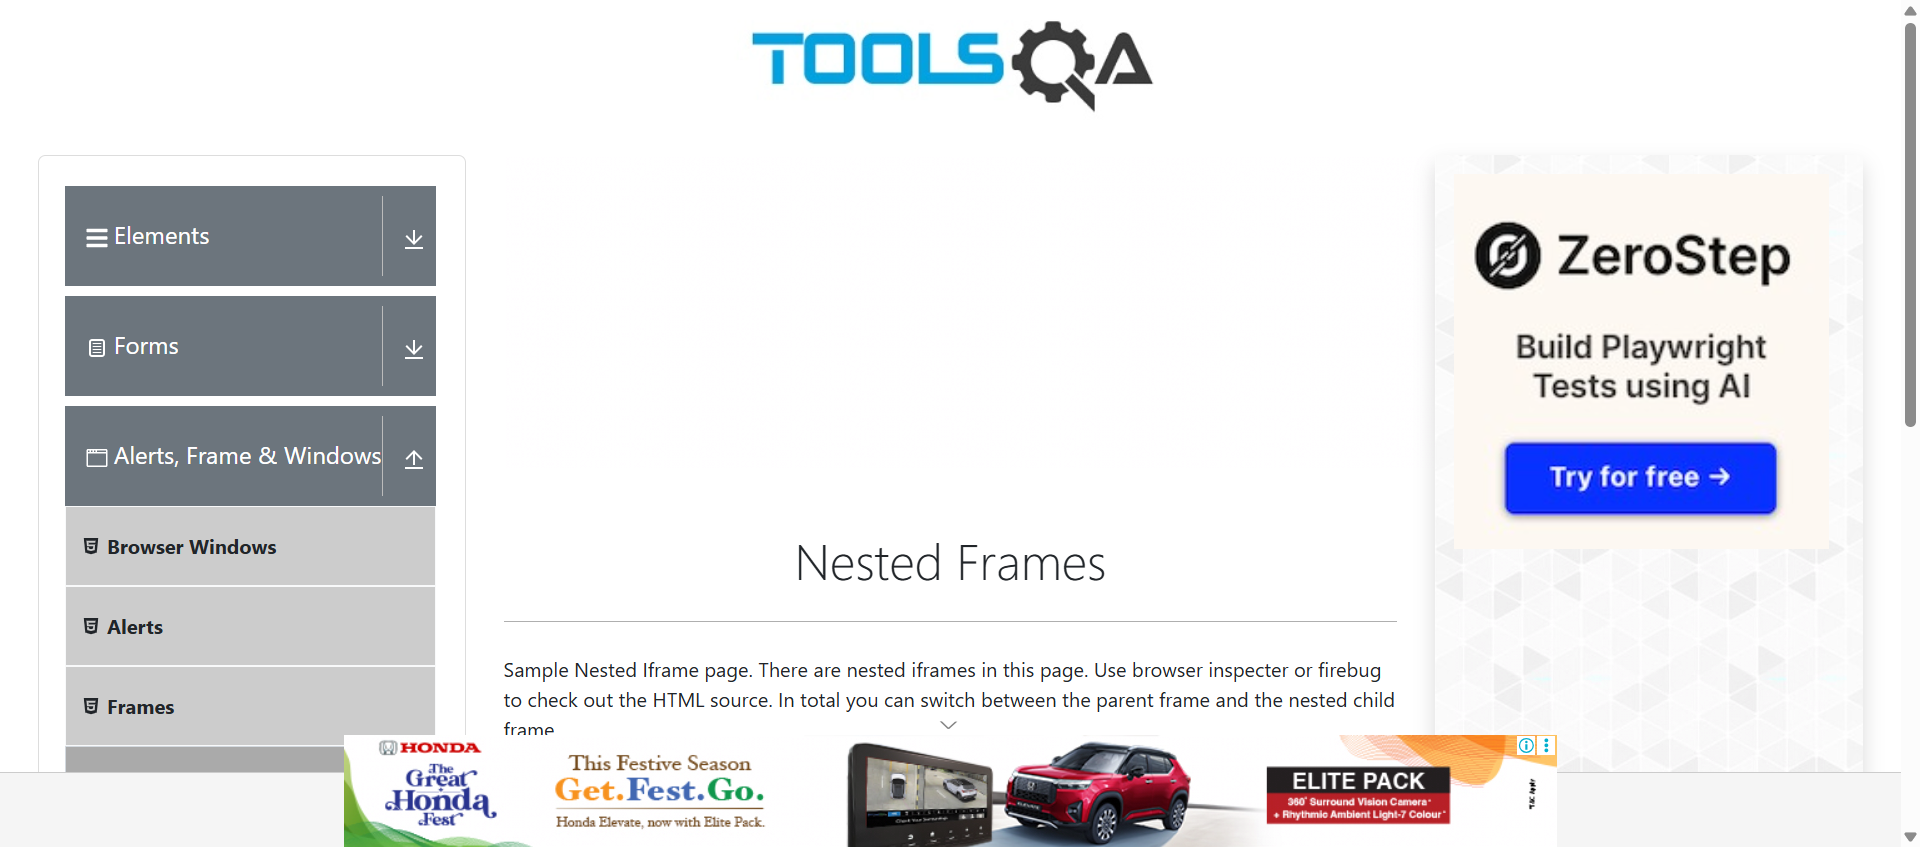 TOOLSQA
Elements
Forms
Alerts, Frame & Windows
Browser Windows
Alerts
Frames
Nested Frames
Sample Nested Iframe page. There are nested iframes in this page. Use browser inspecter or firebug
to check out the HTML source. In total you can switch between the parent frame and the nested child
frame
ZeroStep
Build Playwright
Tests using AI
Try for free →
HONDA
The
Great
Honda
Fest
This Festive Season
Get.Fest.Go.
Honda Elevate, now with Elite Pack.
ELITE PACK
360° Surround Vision Camera*
+ Rhythmic Ambient Light-7 Colour*